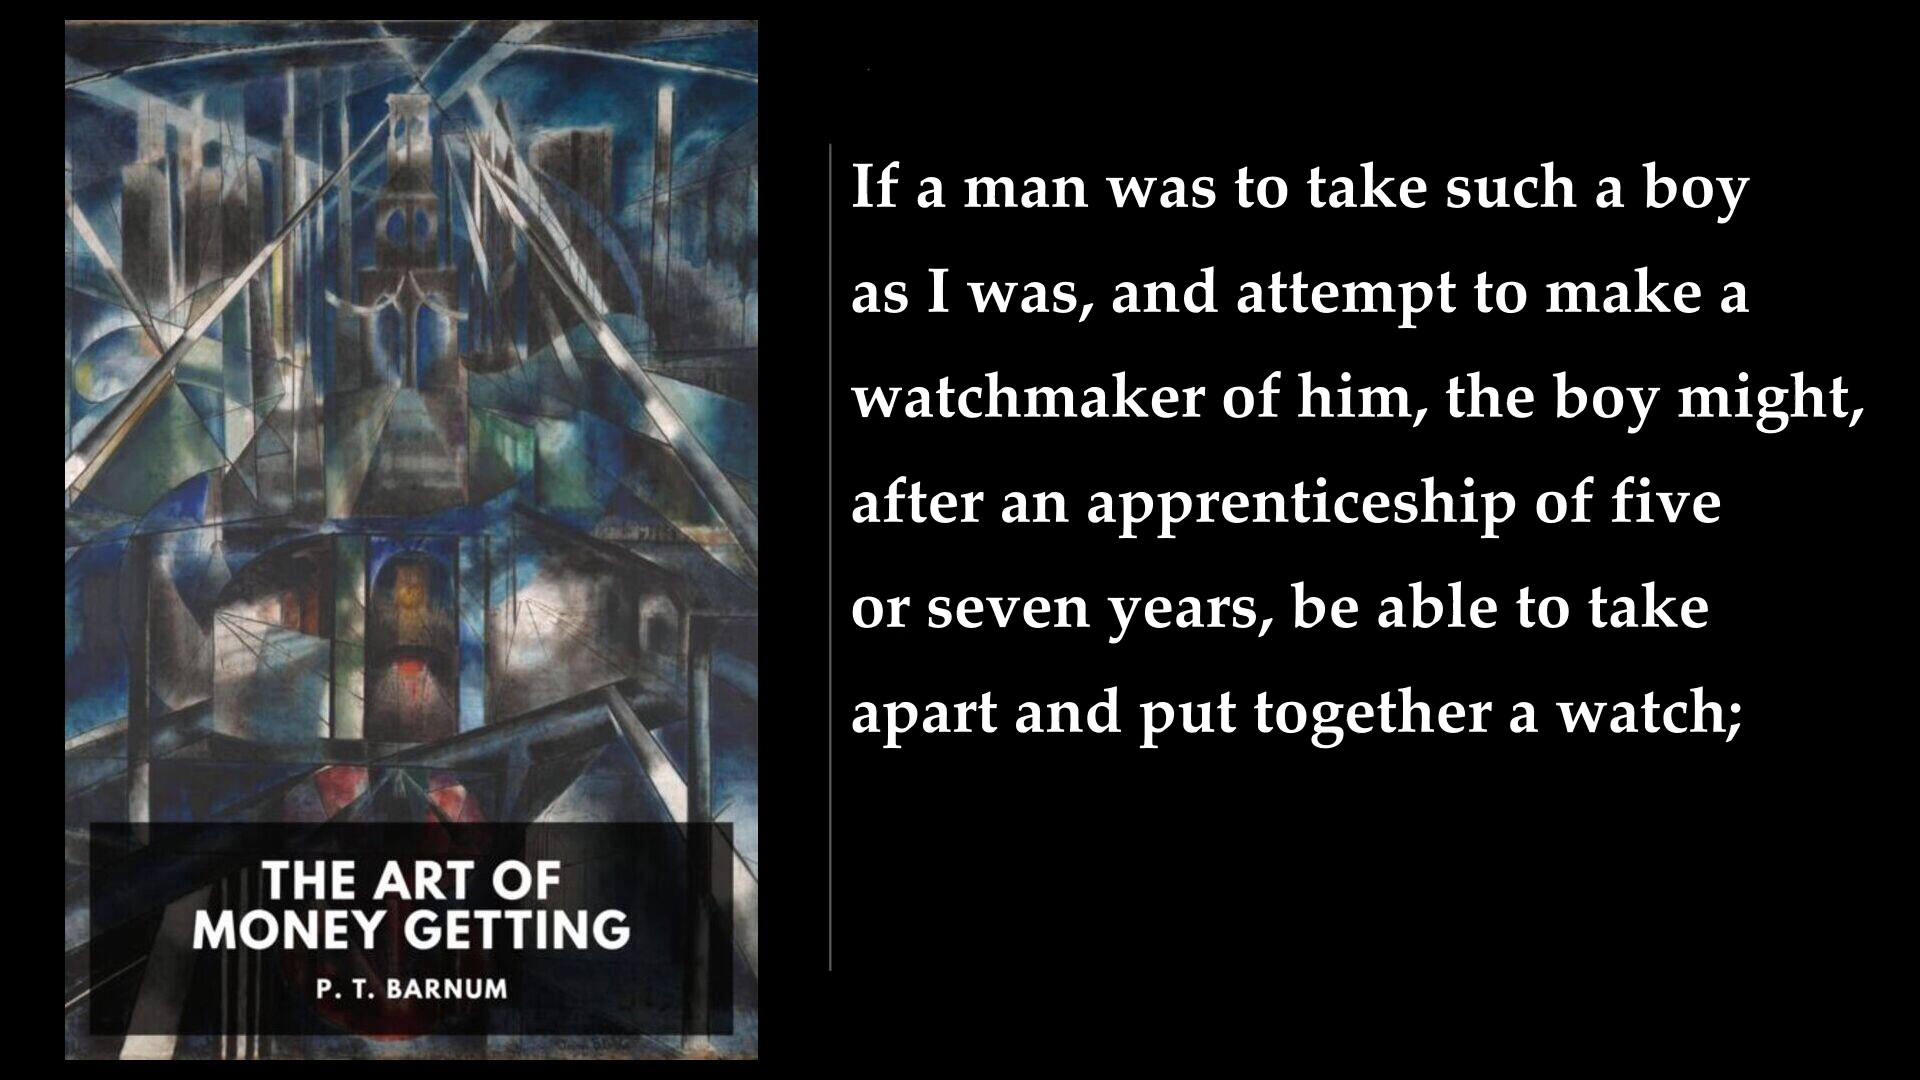 THE ART OF
MONEY GETTING
P. T. BARNUM
If a man was to take such a boy
as I was, and attempt to make a
watchmaker of him, the boy might,
after an apprenticeship of five
or seven years, be able to take
apart and put together a watch;